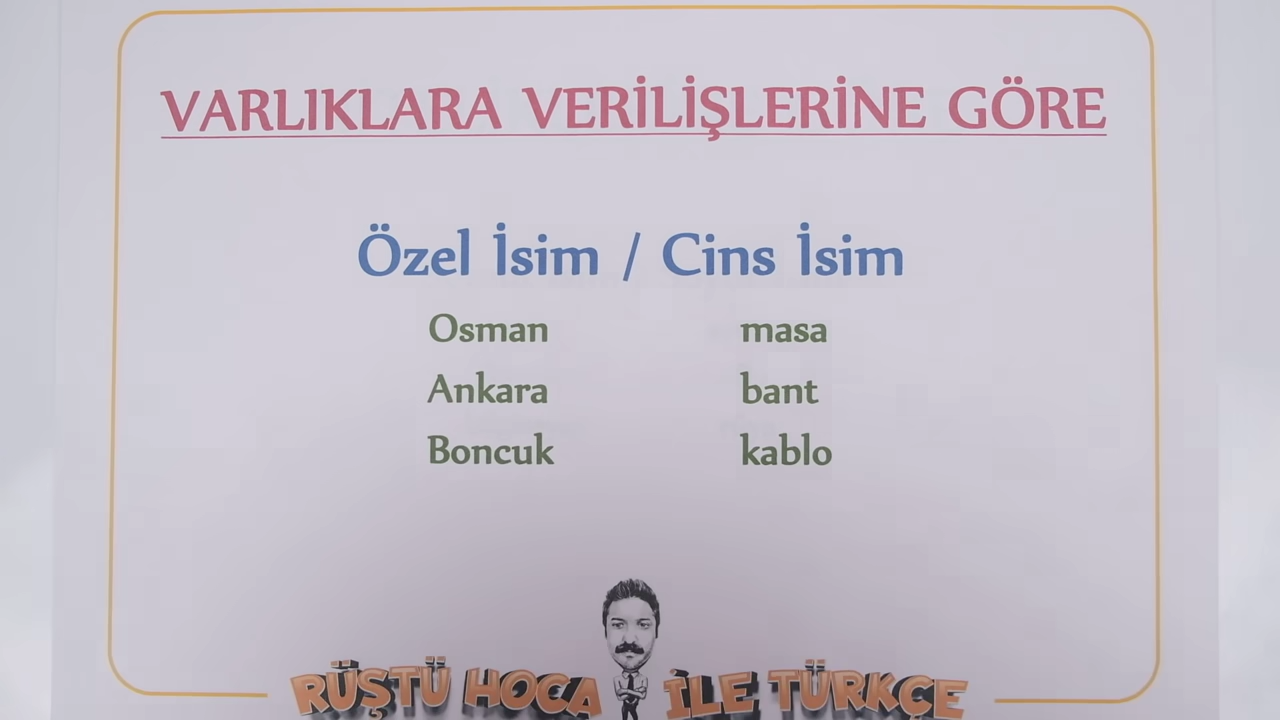 VARLIKLARA VERİLİŞLERİNE GÖRE
Özel İsim / Cins İsim
Osman masa
Ankara bant
Boncuk kablo
RÜŞTÜ HOCA İLE TÜRKÇE